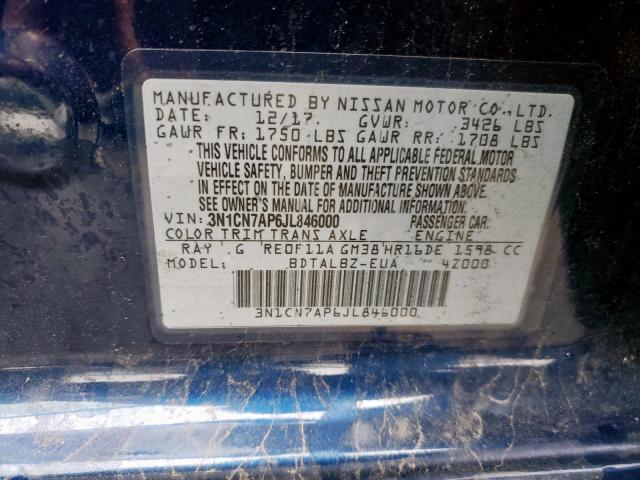 MANUFACTURED BY NISSAN MOTOR CO., LTD.
DATE: 12/17. GVWR: 3426 LBS
GAWR FR: 1750 LBS GAWR RR: 1708 LBS
THIS VEHICLE CONFORMS TO ALL APPLICABLE FEDERAL MOTOR
VEHICLE SAFETY, BUMPER AND THEFT PREVENTION STANDARDS
IN EFFECT ON THE DATE OF MANUFACTURE SHOWN ABOVE.
SEE OWNER'S MANUAL FOR ADDITIONAL INFORMATION.
VIN: 3N1CN7AP6JL846000 PASSENGER CAR.
COLOR TRIM TRANS AXLE ENGINE
RAY G RE0F11A GM38 HR16DE 1598 CC
MODEL: BDTALBZ-EUA 42000
3N1CN7AP6JL846000